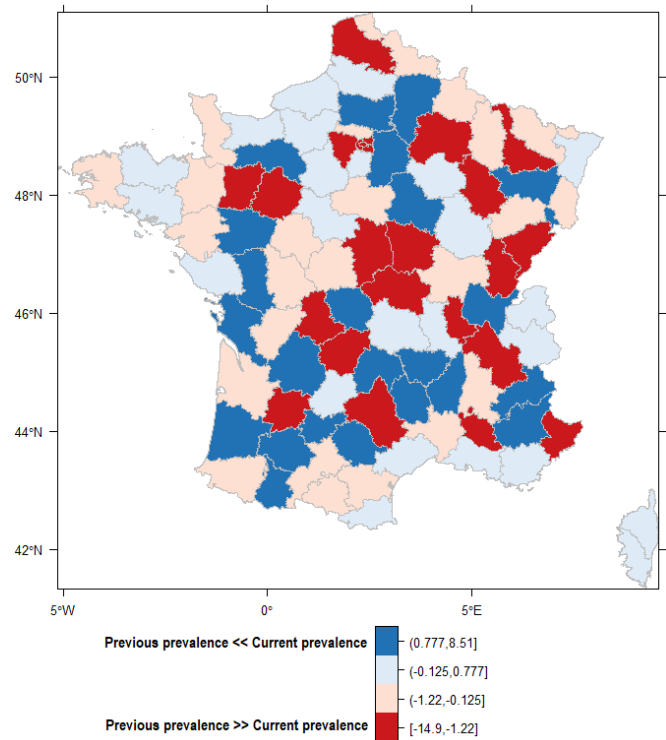 50°N
48°N
46°N
44°N
42°N
5°W 0° 5°E
Previous prevalence << Current prevalence (0.777,8.51]
(-0.125,0.777]
(-1.22,-0.125]
Previous prevalence >> Current prevalence [-14.9,-1.22]